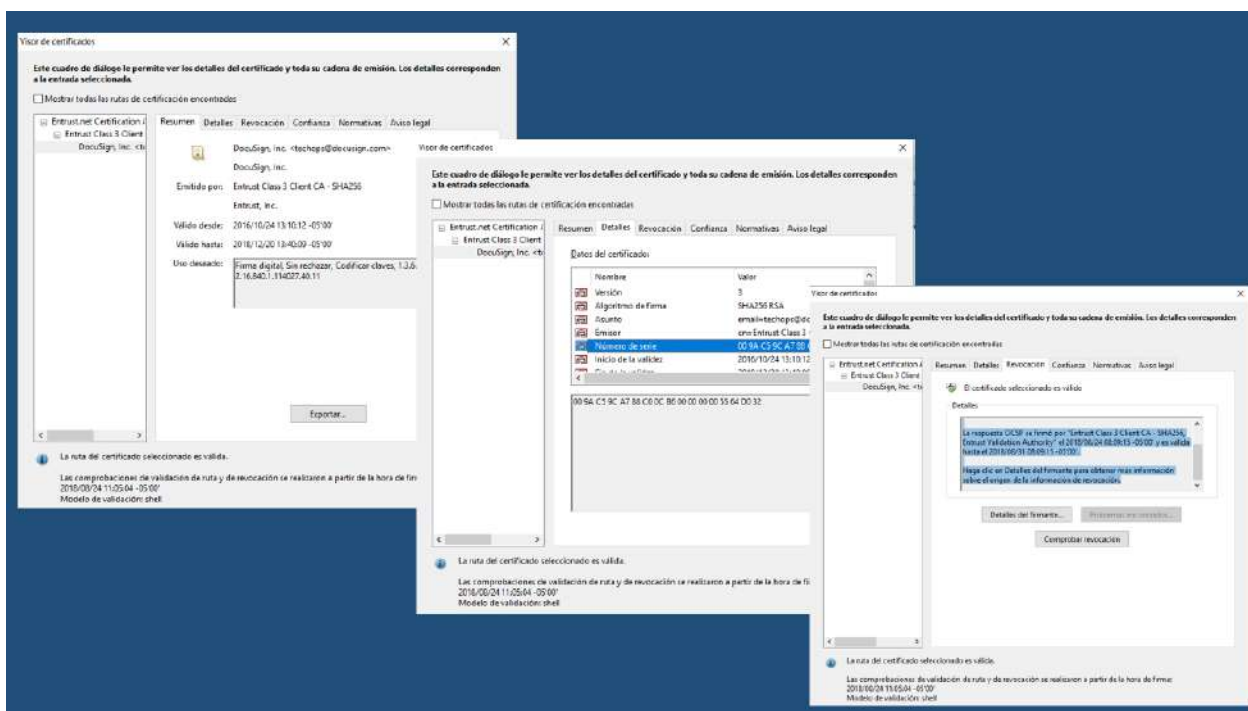 Visor de certificados
Este cuadro de diálogo le permite ver los detalles del certificado y toda su cadena de emisión. Los detalles corresponden
a la entrada seleccionada.
Mostrar todas las rutas de certificación encontradas
Entrust.net Certification
Entrust Class 3 Client
DocuSign, Inc. <t
Resumen Detalles Revocación Confianza Normativas Aviso legal
DocuSign, Inc. <techops@docusign.com>
DocuSign, Inc.
Emitido por: Entrust Class 3 Client CA - SHA256
Entrust, Inc.
Válido desde: 2016/10/24 13:10:12 -05'00'
Válido hasta: 2018/12/20 13:40:09 -05'00'
Uso deseado: Firma digital, Sin rechazar, Codificar claves, 1.3.6.
2.16.840.1.114027.40.11
Exportar...
La ruta del certificado seleccionado es válida.
Las comprobaciones de validación de ruta y de revocación se realizaron a partir de la hora de fir
2018/08/24 11:05:04 -05'00'
Modelo de validación: shell
Visor de certificados
Este cuadro de diálogo le permite ver los detalles del certificado y toda su cadena de emisión. Los detalles corresponden
a la entrada seleccionada.
Mostrar todas las rutas de certificación encontradas
Entrust.net Certification
Entrust Class 3 Client
DocuSign, Inc. <t
Resumen Detalles Revocación Confianza Normativas Aviso legal
Datos del certificado:
Nombre Valor
Versión 3
Algoritmo de firma SHA256 RSA
Asunto email=techops@do
Emisor cn=Entrust Class 3
Número de serie 00 9A C5 9C A7 88
Inicio de la validez 2016/10/24 13:10:12
La ruta del certificado seleccionado es válida.
Las comprobaciones de validación de ruta y de revocación se realizaron a partir de la hora de fi
2018/08/24 11:05:04 -05'00'
Modelo de validación: shell
Visor de certificados
Este cuadro de diálogo le permite ver los detalles del certificado y toda su cadena de emisión. Los detalles corresponden
a la entrada seleccionada.
Mostrar todas las rutas de certificación encontradas
Entrust.net Certification
Entrust Class 3 Client
DocuSign, Inc. <t
Resumen Detalles Revocación Confianza Normativas Aviso legal
El certificado seleccionado es válido
Detalles
La respuesta OCSP se firmó por "Entrust Class 3 Client CA - SHA256,
Entrust Validation Authority" el 2018/08/24 08:09:15 -05'00' y es válida
hasta el 2018/08/31 08:09:15 -05'00'.
Haga clic en Detalles del firmante para obtener más información
sobre el origen de la información de revocación.
Detalles del firmante...
Comprobar revocación
La ruta del certificado seleccionado es válida.
Las comprobaciones de validación de ruta y de revocación se realizaron a partir de la hora de firma:
2018/08/24 11:05:04 -05'00'
Modelo de validación: shell